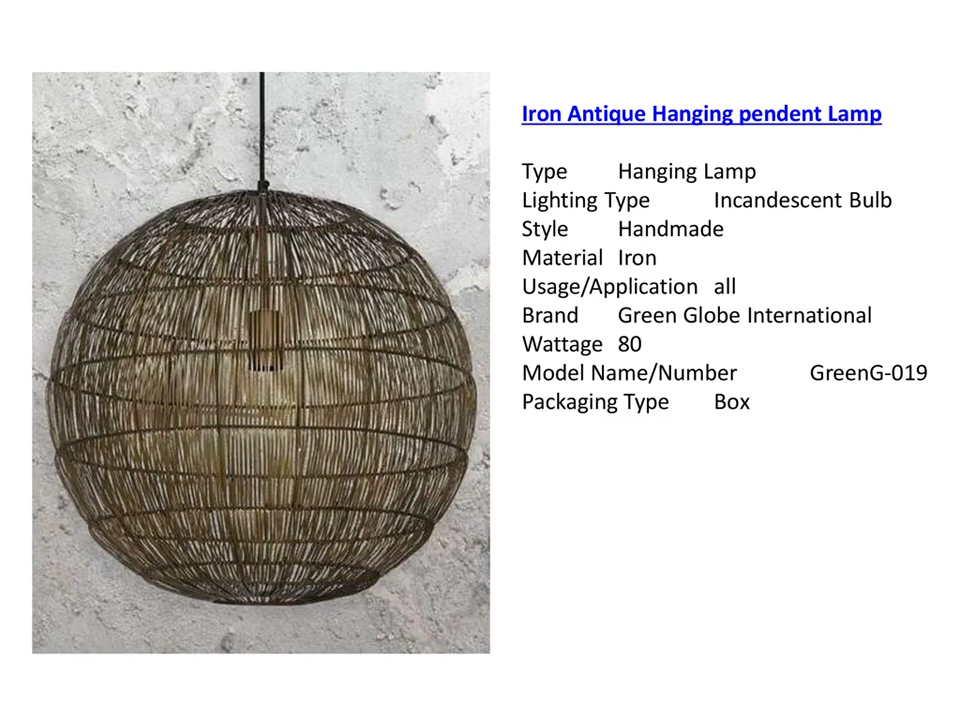 Iron Antique Hanging pendent Lamp
Type Hanging Lamp
Lighting Type Incandescent Bulb
Style Handmade
Material Iron
Usage/Application all
Brand Green Globe International
Wattage 80
Model Name/Number GreenG-019
Packaging Type Box